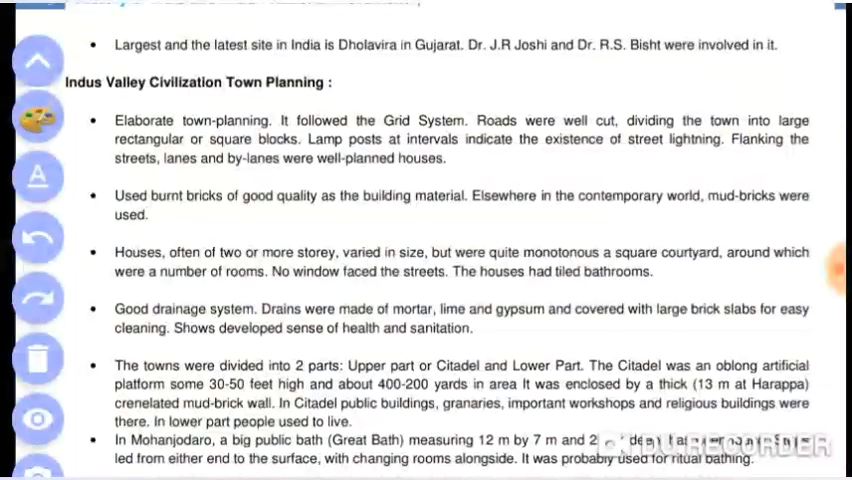 • Largest and the latest site in India is Dholavira in Gujarat. Dr. J.R Joshi and Dr. R.S. Bisht were involved in it.
Indus Valley Civilization Town Planning :
• Elaborate town-planning. It followed the Grid System. Roads were well cut, dividing the town into large
rectangular or square blocks. Lamp posts at intervals indicate the existence of street lightning. Flanking the
streets, lanes and by-lanes were well-planned houses.
• Used burnt bricks of good quality as the building material. Elsewhere in the contemporary world, mud-bricks were
used.
• Houses, often of two or more storey, varied in size, but were quite monotonous a square courtyard, around which
were a number of rooms. No window faced the streets. The houses had tiled bathrooms.
• Good drainage system. Drains were made of mortar, lime and gypsum and covered with large brick slabs for easy
cleaning. Shows developed sense of health and sanitation.
• The towns were divided into 2 parts: Upper part or Citadel and Lower Part. The Citadel was an oblong artificial
platform some 30-50 feet high and about 400-200 yards in area It was enclosed by a thick (13 m at Harappa)
crenelated mud-brick wall. In Citadel public buildings, granaries, important workshops and religious buildings were
there. In lower part people used to live.
• In Mohanjodaro, a big public bath (Great Bath) measuring 12 m by 7 m and
led from either end to the surface, with changing rooms alongside. It was probably used for ritual bathing.
A
DU RECORDER